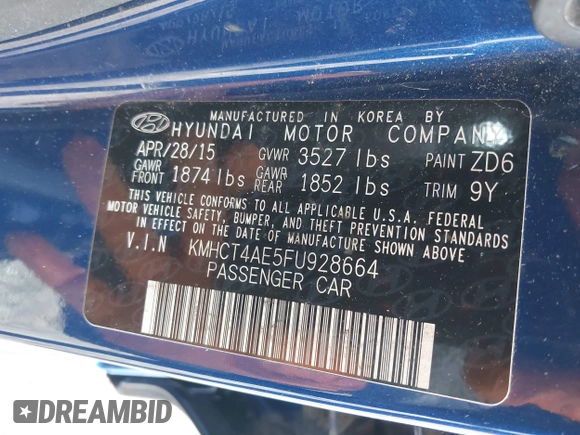 MANUFACTURED IN KOREA BY
HYUNDAI MOTOR COMPANY
APR/28/15 GVWR 3527 lbs PAINT ZD6
GAWR FRONT 1874 lbs GAWR REAR 1852 lbs TRIM 9Y
THIS VEHICLE CONFORMS TO ALL APPLICABLE U.S.A. FEDERAL
MOTOR VEHICLE SAFETY, BUMPER, AND THEFT PREVENTION STANDARDS
IN EFFECT ON THE DATE OF MANUFACTURE SHOWN ABOVE
V.I.N KMHCT4AE5FU928664
PASSENGER CAR
DREAMBID